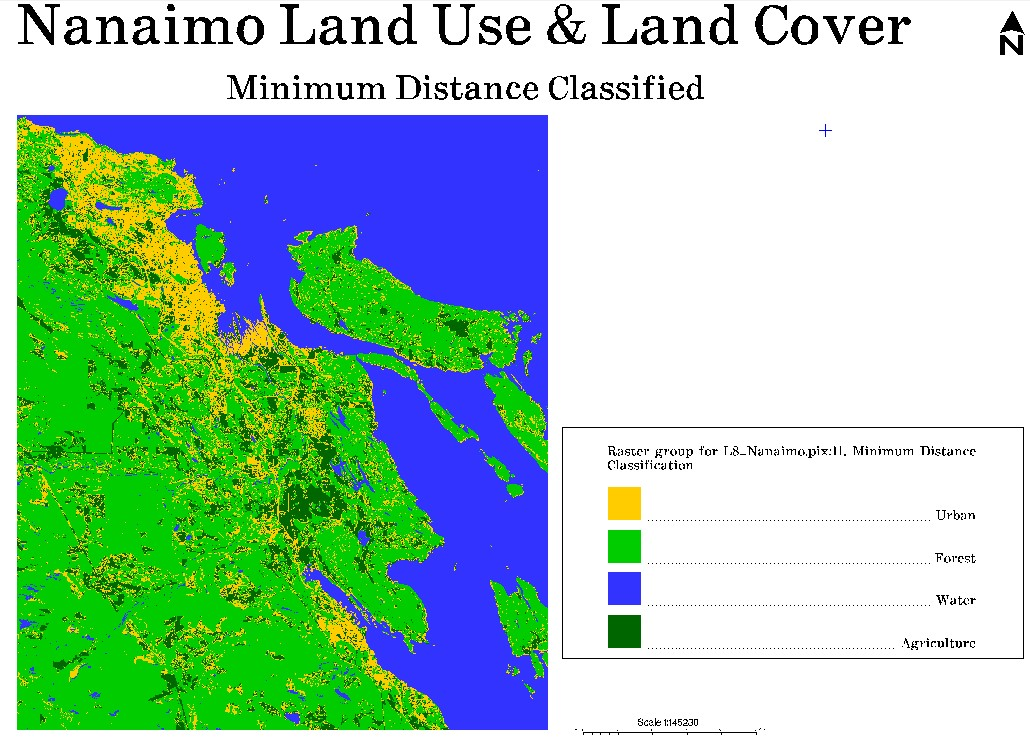 Nanaimo Land Use & Land Cover
N
Minimum Distance Classified
Raster group for L8_Nanaimo.pix:11, Minimum Distance
Classification
Urban
Forest
Water
Agriculture
Scale 1:145230